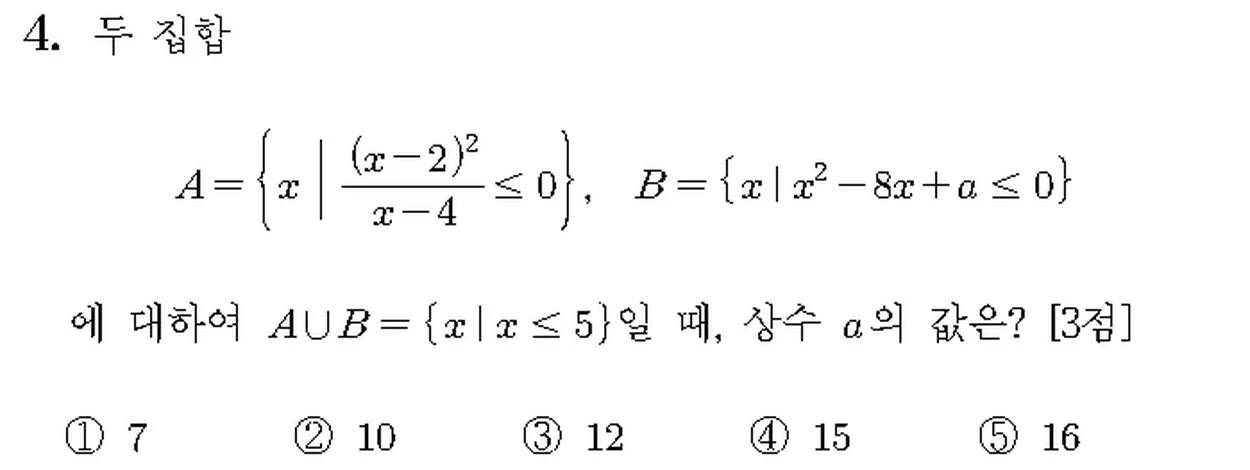 4. 두 집합
A = { x | (x-2)² / (x-4) ≤ 0 }, B = { x | x² - 8x + a ≤ 0 }
에 대하여 A∪B = { x | x ≤ 5 }일 때, 상수 a의 값은? [3점]
① 7 ② 10 ③ 12 ④ 15 ⑤ 16